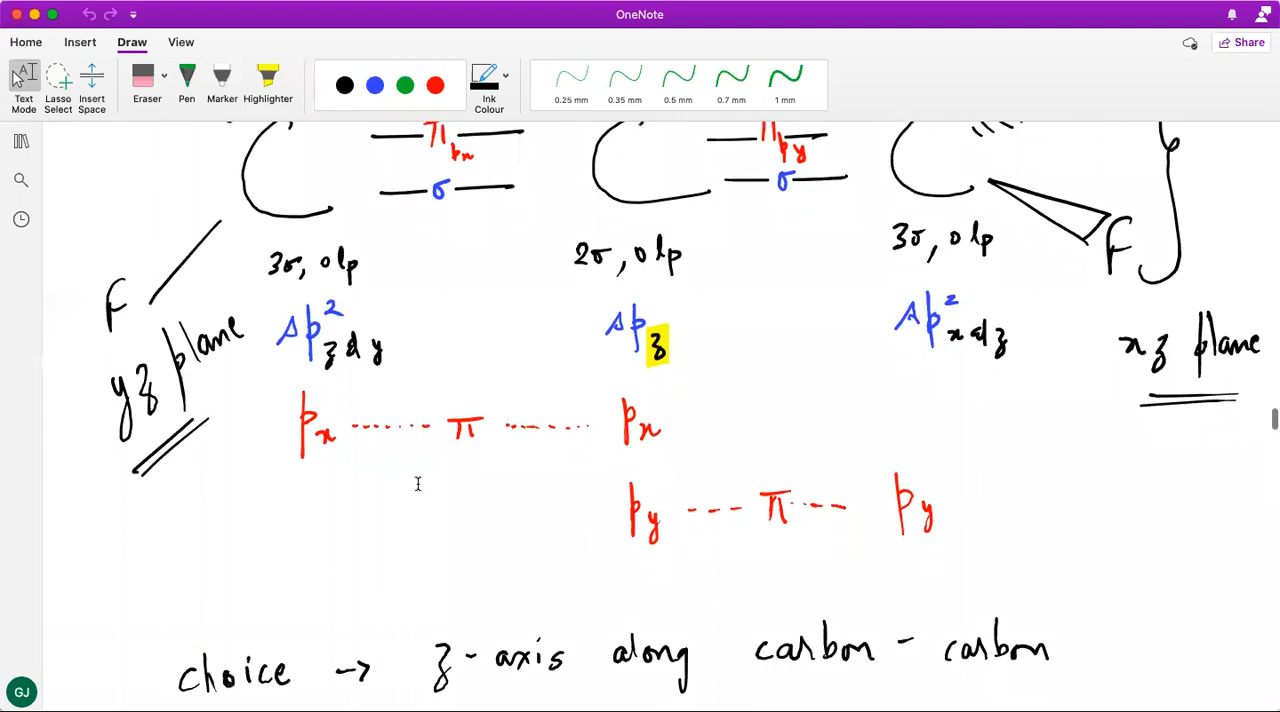 OneNote
Home Insert Draw View
Share
Text Mode
Lasso Select
Insert Space
Eraser
Pen
Marker
Highlighter
Ink Colour
0.25 mm 0.35 mm 0.5 mm 0.7 mm 1 mm
C π px C π py C
σ σ
F F
3σ, 0 lp 2σ, 0 lp 3σ, 0 lp
sp² z & y sp z sp² x & z
yz plane xz plane
px ...... π ...... px
py --- π --- py
choice → z-axis along carbon - carbon
GJ